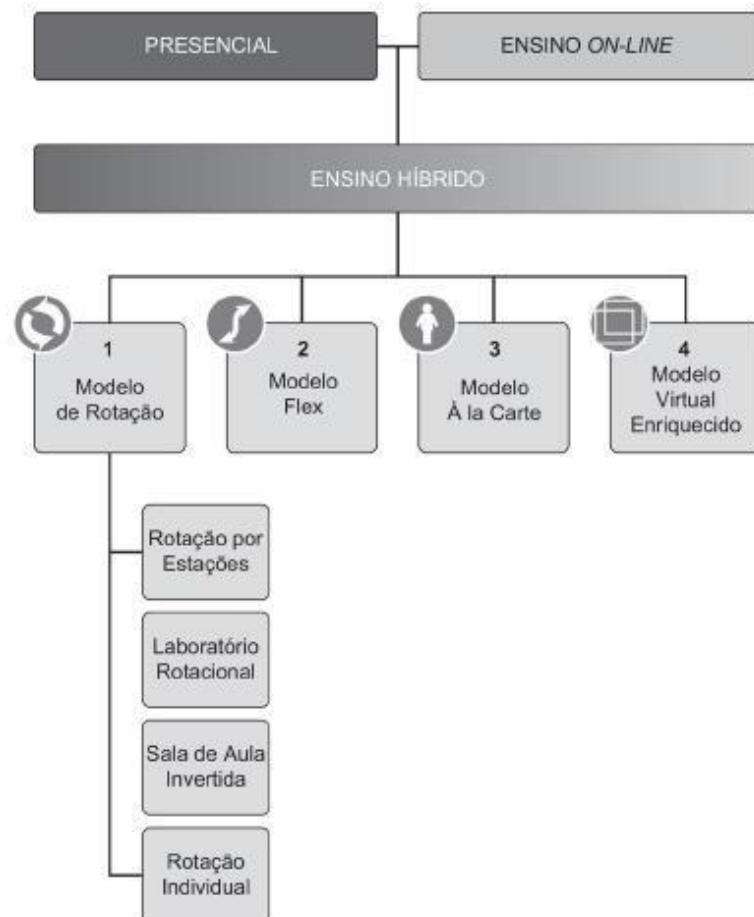 PRESENCIAL
ENSINO ON-LINE
ENSINO HÍBRIDO
1
Modelo
de Rotação
2
Modelo
Flex
3
Modelo
À la Carte
4
Modelo
Virtual
Enriquecido
Rotação por
Estações
Laboratório
Rotacional
Sala de Aula
Invertida
Rotação
Individual